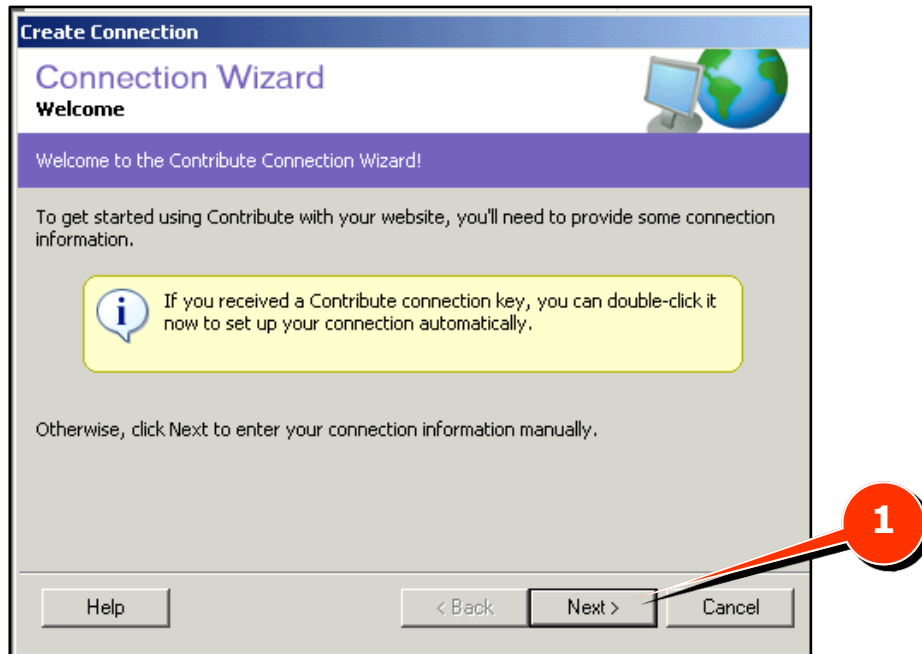 Create Connection
Connection Wizard
Welcome
Welcome to the Contribute Connection Wizard!
To get started using Contribute with your website, you'll need to provide some connection
information.
i
If you received a Contribute connection key, you can double-click it
now to set up your connection automatically.
Otherwise, click Next to enter your connection information manually.
1
Help
< Back
Next >
Cancel